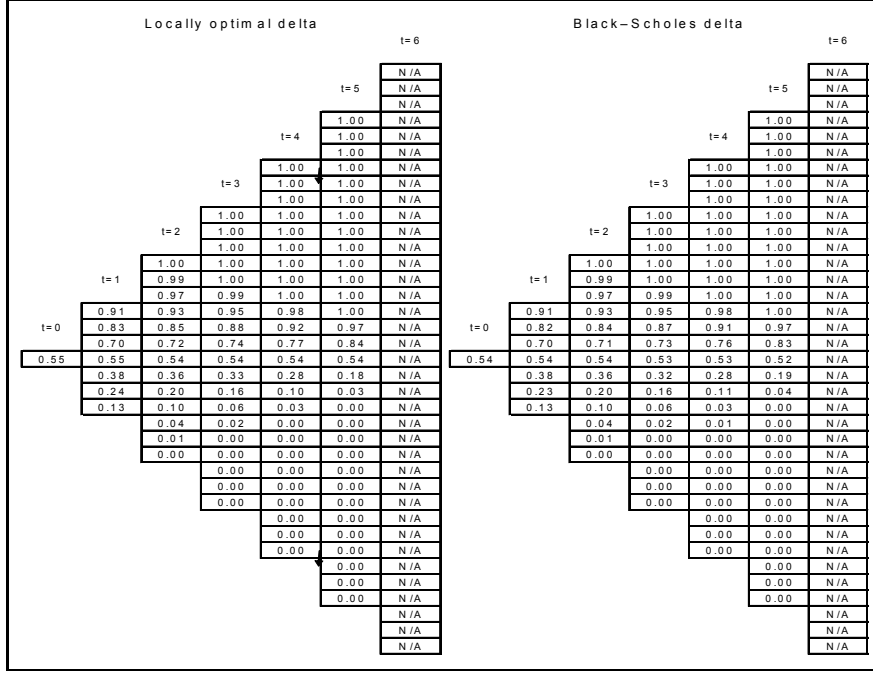 Locally optimal delta Black–Scholes delta
t=6 t=6
N/A N/A
t=5 N/A t=5 N/A
N/A N/A
1.00 N/A 1.00 N/A
t=4 1.00 N/A t=4 1.00 N/A
1.00 N/A 1.00 N/A
1.00 1.00 N/A 1.00 1.00 N/A
t=3 1.00 1.00 N/A t=3 1.00 1.00 N/A
1.00 1.00 N/A 1.00 1.00 N/A
1.00 1.00 1.00 N/A 1.00 1.00 1.00 N/A
t=2 1.00 1.00 1.00 N/A t=2 1.00 1.00 1.00 N/A
1.00 1.00 1.00 N/A 1.00 1.00 1.00 N/A
1.00 1.00 1.00 1.00 N/A 1.00 1.00 1.00 1.00 N/A
t=1 0.99 1.00 1.00 1.00 N/A t=1 0.99 1.00 1.00 1.00 N/A
0.97 0.99 1.00 1.00 N/A 0.97 0.99 1.00 1.00 N/A
0.91 0.93 0.95 0.98 1.00 N/A 0.91 0.93 0.95 0.98 1.00 N/A
t=0 0.83 0.85 0.88 0.92 0.97 N/A t=0 0.82 0.84 0.87 0.91 0.97 N/A
0.70 0.72 0.74 0.77 0.84 N/A 0.70 0.71 0.73 0.76 0.83 N/A
0.55 0.55 0.54 0.54 0.54 0.54 N/A 0.54 0.54 0.54 0.53 0.53 0.52 N/A
0.38 0.36 0.33 0.28 0.18 N/A 0.38 0.36 0.32 0.28 0.19 N/A
0.24 0.20 0.16 0.10 0.03 N/A 0.23 0.20 0.16 0.11 0.04 N/A
0.13 0.10 0.06 0.03 0.00 N/A 0.13 0.10 0.06 0.03 0.00 N/A
0.04 0.02 0.00 0.00 N/A 0.04 0.02 0.01 0.00 N/A
0.01 0.00 0.00 0.00 N/A 0.01 0.00 0.00 0.00 N/A
0.00 0.00 0.00 0.00 N/A 0.00 0.00 0.00 0.00 N/A
0.00 0.00 0.00 N/A 0.00 0.00 0.00 N/A
0.00 0.00 0.00 N/A 0.00 0.00 0.00 N/A
0.00 0.00 0.00 N/A 0.00 0.00 0.00 N/A
0.00 0.00 N/A 0.00 0.00 N/A
0.00 0.00 N/A 0.00 0.00 N/A
0.00 0.00 N/A 0.00 0.00 N/A
0.00 N/A 0.00 N/A
0.00 N/A 0.00 N/A
0.00 N/A 0.00 N/A
N/A N/A
N/A N/A
N/A N/A